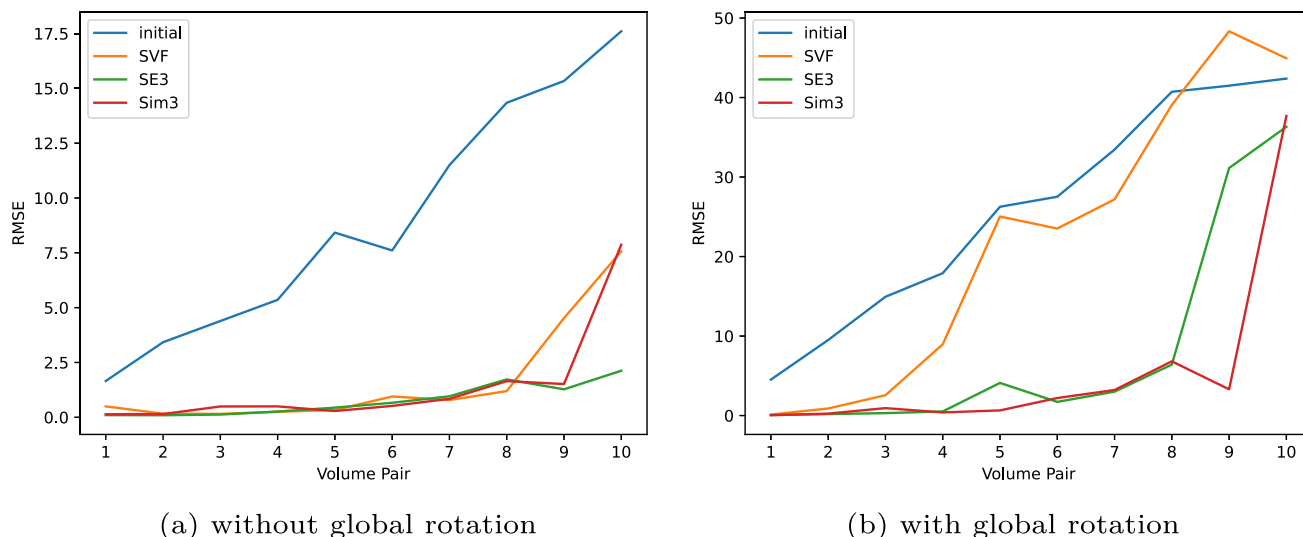 17.5
15.0
12.5
10.0
7.5
5.0
2.5
0.0
RMSE
initial
SVF
SE3
Sim3
1 2 3 4 5 6 7 8 9 10
Volume Pair
(a) without global rotation
50
40
30
20
10
0
RMSE
initial
SVF
SE3
Sim3
1 2 3 4 5 6 7 8 9 10
Volume Pair
(b) with global rotation